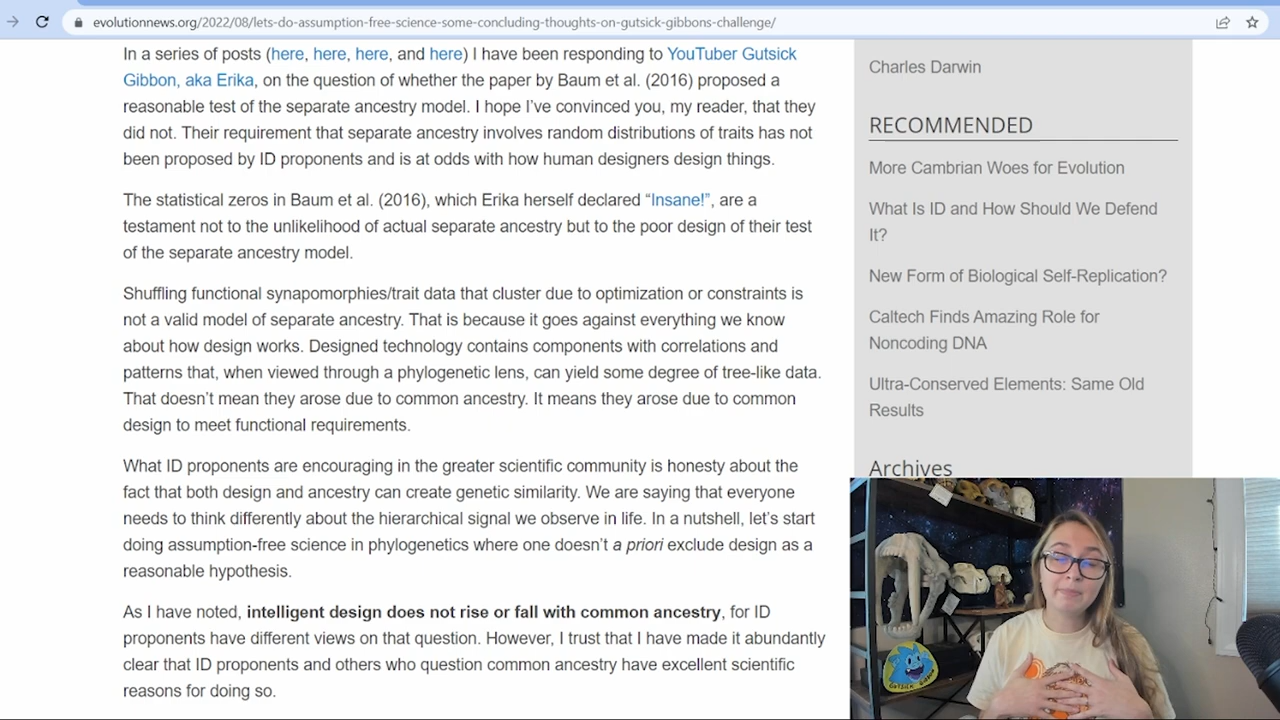 evolutionnews.org/2022/08/lets-do-assumption-free-science-some-concluding-thoughts-on-gutsick-gibbons-challenge/
In a series of posts (here, here, here, and here) I have been responding to YouTuber Gutsick
Gibbon, aka Erika, on the question of whether the paper by Baum et al. (2016) proposed a
reasonable test of the separate ancestry model. I hope I've convinced you, my reader, that they
did not. Their requirement that separate ancestry involves random distributions of traits has not
been proposed by ID proponents and is at odds with how human designers design things.
The statistical zeros in Baum et al. (2016), which Erika herself declared “Insane!”, are a
testament not to the unlikelihood of actual separate ancestry but to the poor design of their test
of the separate ancestry model.
Shuffling functional synapomorphies/trait data that cluster due to optimization or constraints is
not a valid model of separate ancestry. That is because it goes against everything we know
about how design works. Designed technology contains components with correlations and
patterns that, when viewed through a phylogenetic lens, can yield some degree of tree-like data.
That doesn't mean they arose due to common ancestry. It means they arose due to common
design to meet functional requirements.
What ID proponents are encouraging in the greater scientific community is honesty about the
fact that both design and ancestry can create genetic similarity. We are saying that everyone
needs to think differently about the hierarchical signal we observe in life. In a nutshell, let's start
doing assumption-free science in phylogenetics where one doesn't a priori exclude design as a
reasonable hypothesis.
As I have noted, intelligent design does not rise or fall with common ancestry, for ID
proponents have different views on that question. However, I trust that I have made it abundantly
clear that ID proponents and others who question common ancestry have excellent scientific
reasons for doing so.
Charles Darwin
RECOMMENDED
More Cambrian Woes for Evolution
What Is ID and How Should We Defend
It?
New Form of Biological Self-Replication?
Caltech Finds Amazing Role for
Noncoding DNA
Ultra-Conserved Elements: Same Old
Results
Archives
GUTSICK GIBBON